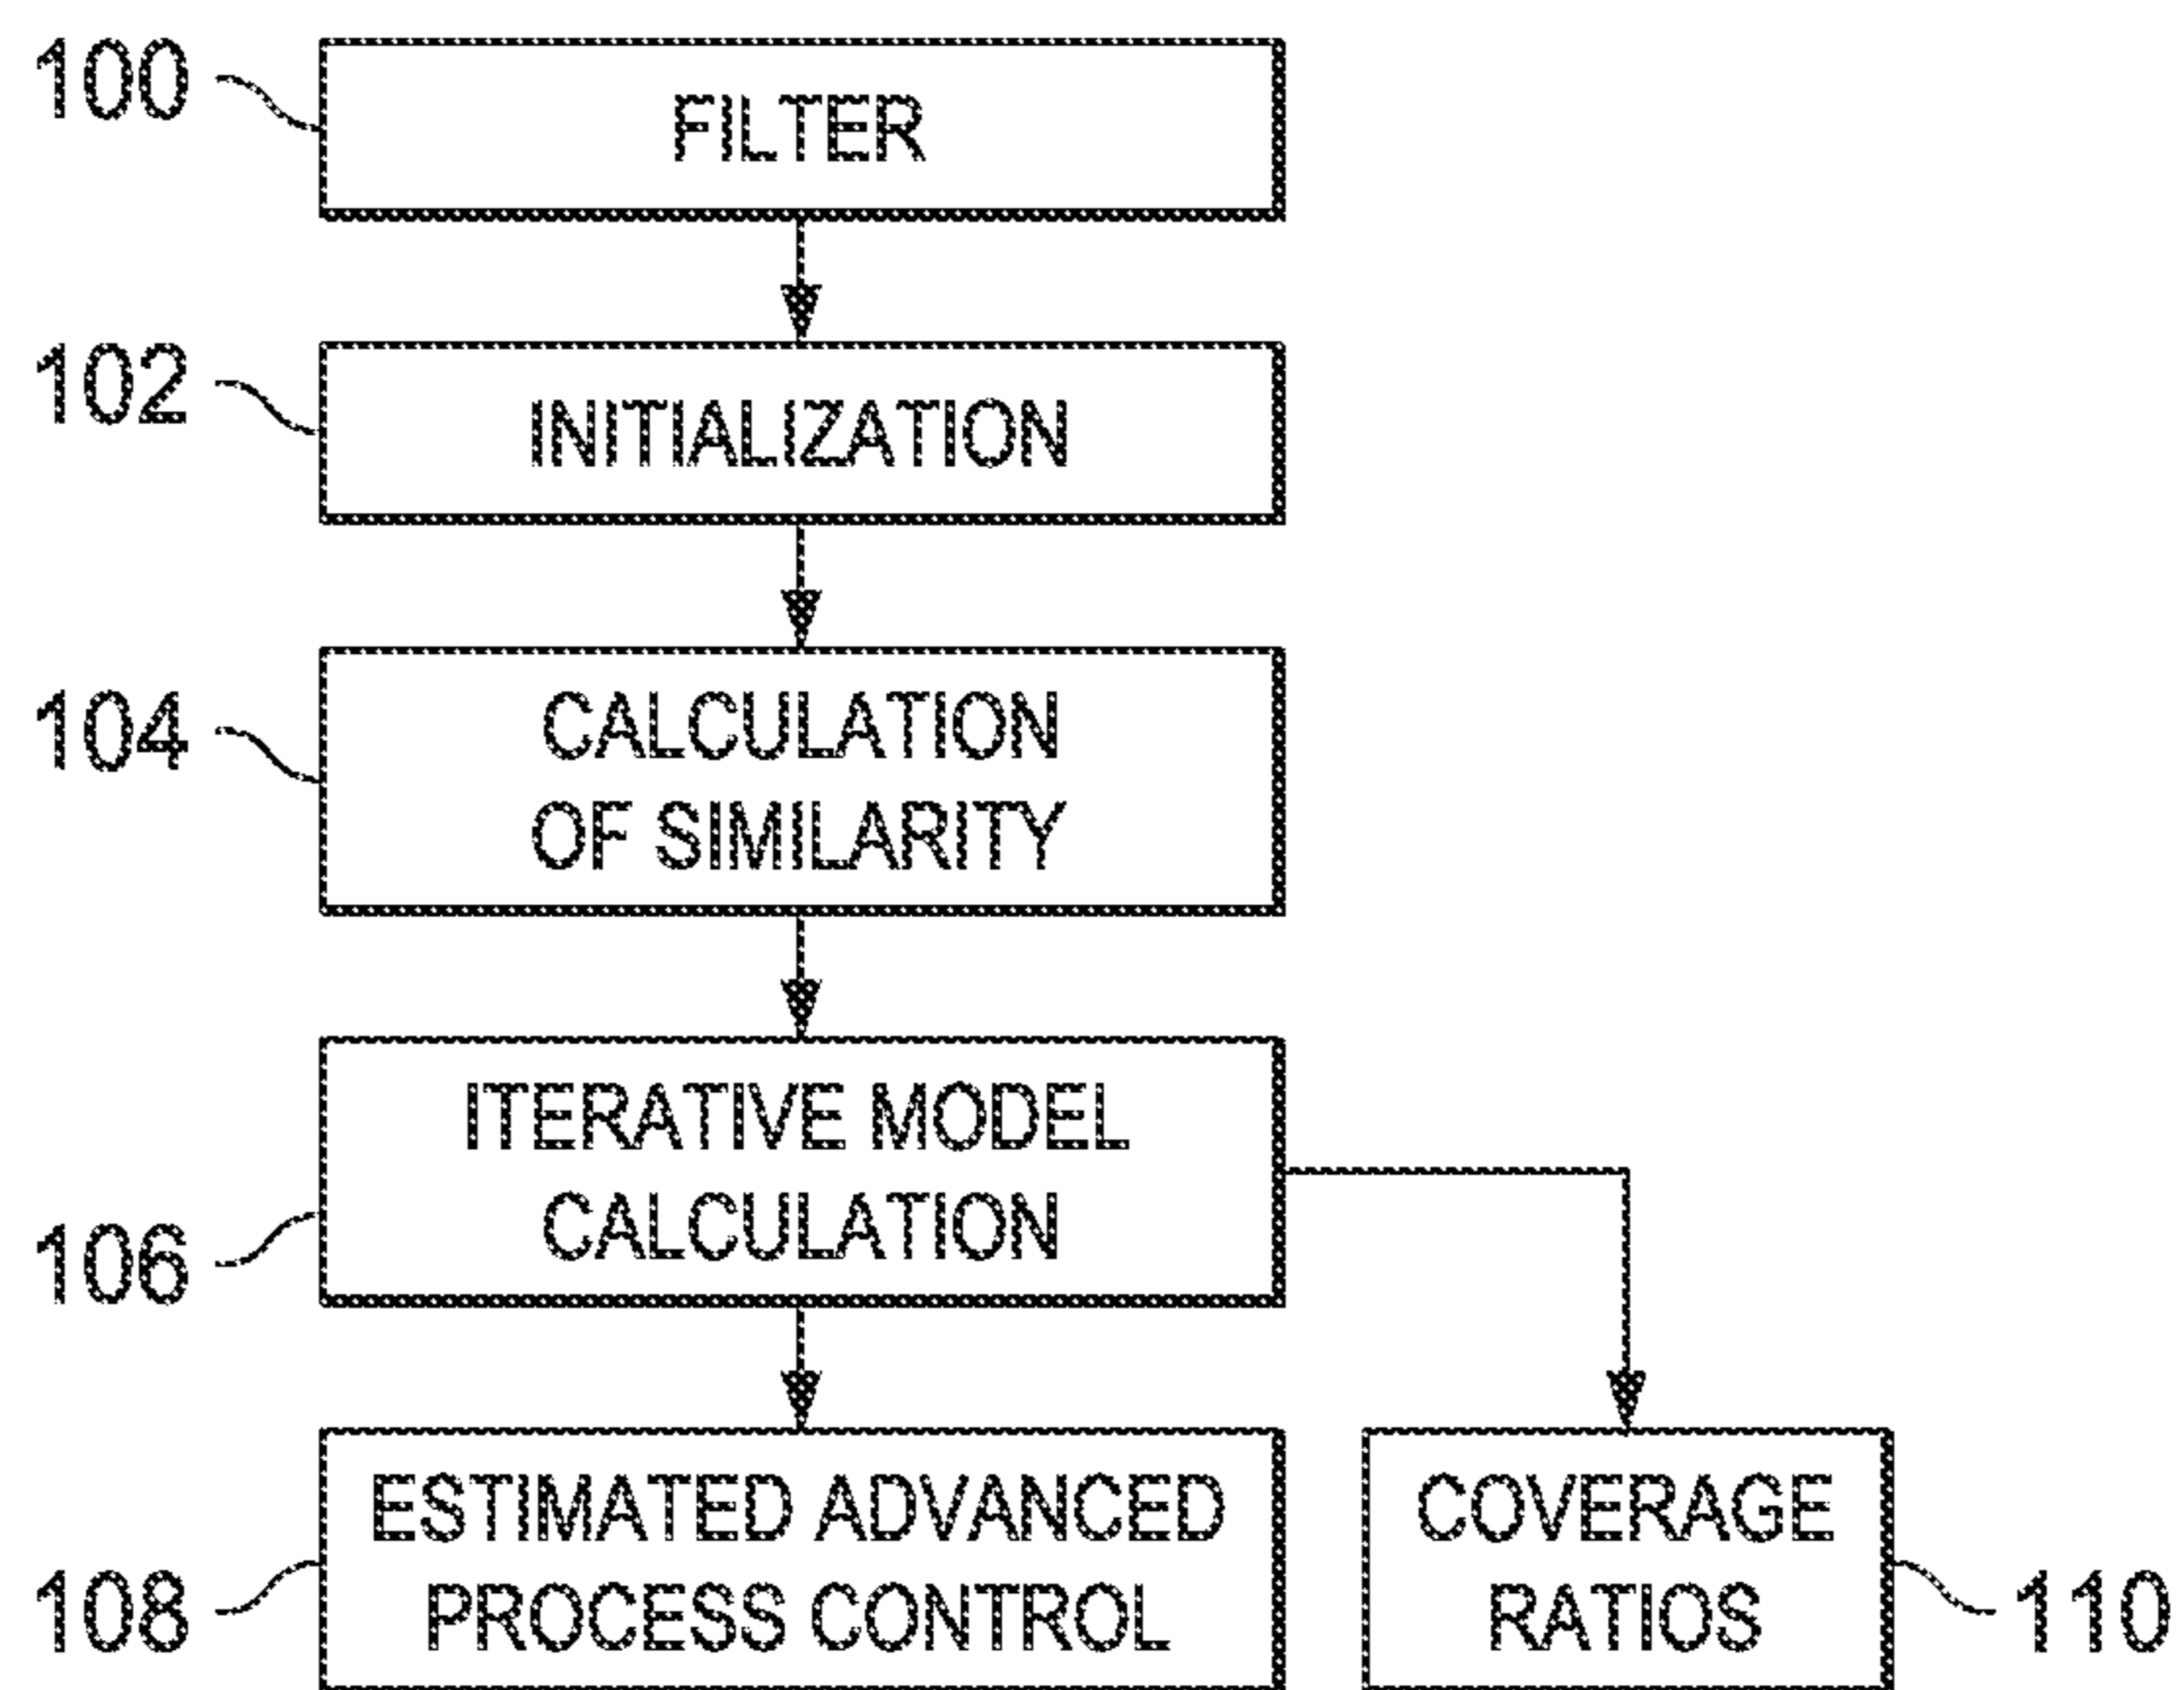 100
FILTER
102
INITIALIZATION
104
CALCULATION
OF SIMILARITY
106
ITERATIVE MODEL
CALCULATION
108
ESTIMATED ADVANCED
PROCESS CONTROL
COVERAGE
RATIOS
110